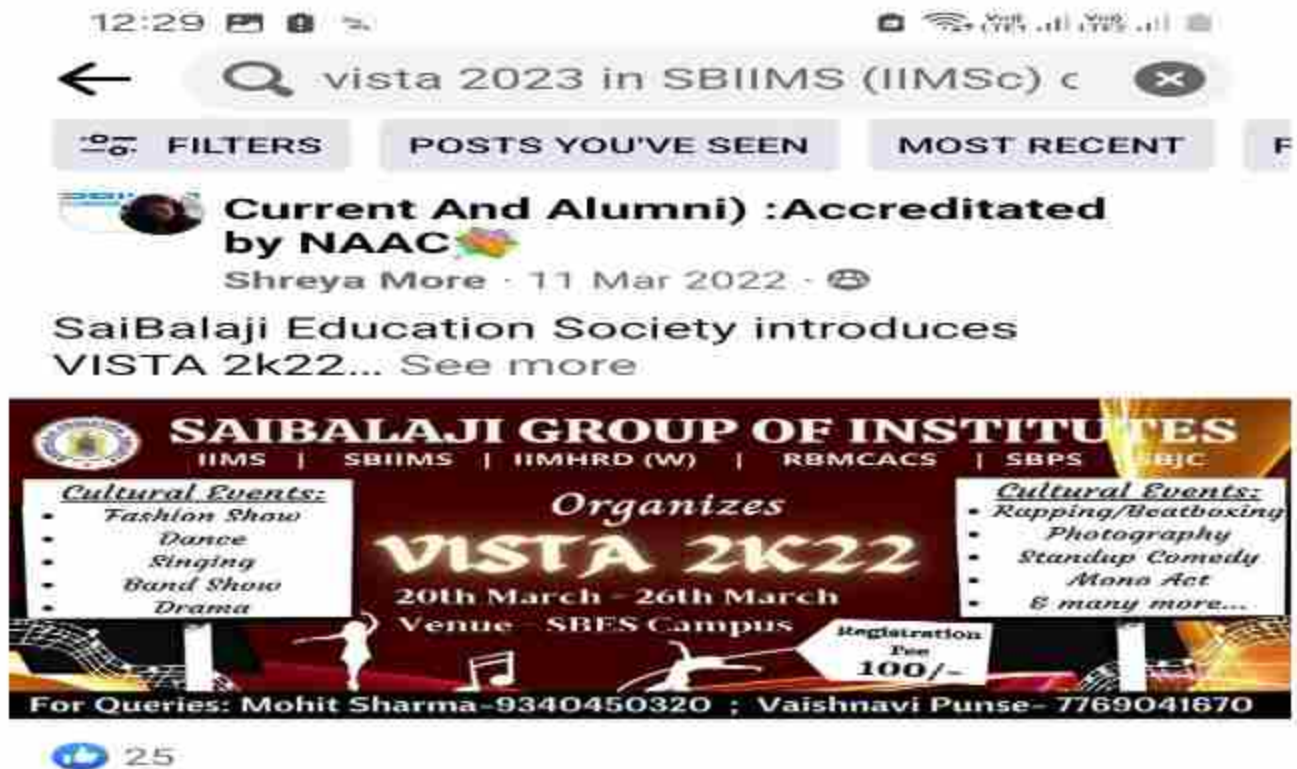 12:29
vista 2023 in SBIIMS (IIMSc) c
FILTERS
POSTS YOU'VE SEEN
MOST RECENT
F
Current And Alumni) :Accreditated
by NAAC
Shreya More · 11 Mar 2022 ·
SaiBalaji Education Society introduces
VISTA 2k22... See more
SAIBALAJI GROUP OF INSTITUTES
IIMS | SBIIMS | IIMHRD (W) | RBMCACS | SBPS | SBJC
Cultural Events:
• Fashion Show
• Dance
• Singing
• Band Show
• Drama
Organizes
VISTA 2K22
20th March - 26th March
Venue - SBES Campus
Cultural Events:
• Rapping/Beatboxing
• Photography
• Standup Comedy
• Mono Act
• & many more...
Registration
Fee
100/-
For Queries: Mohit Sharma-9340450320 ; Vaishnavi Punse- 7769041670
25